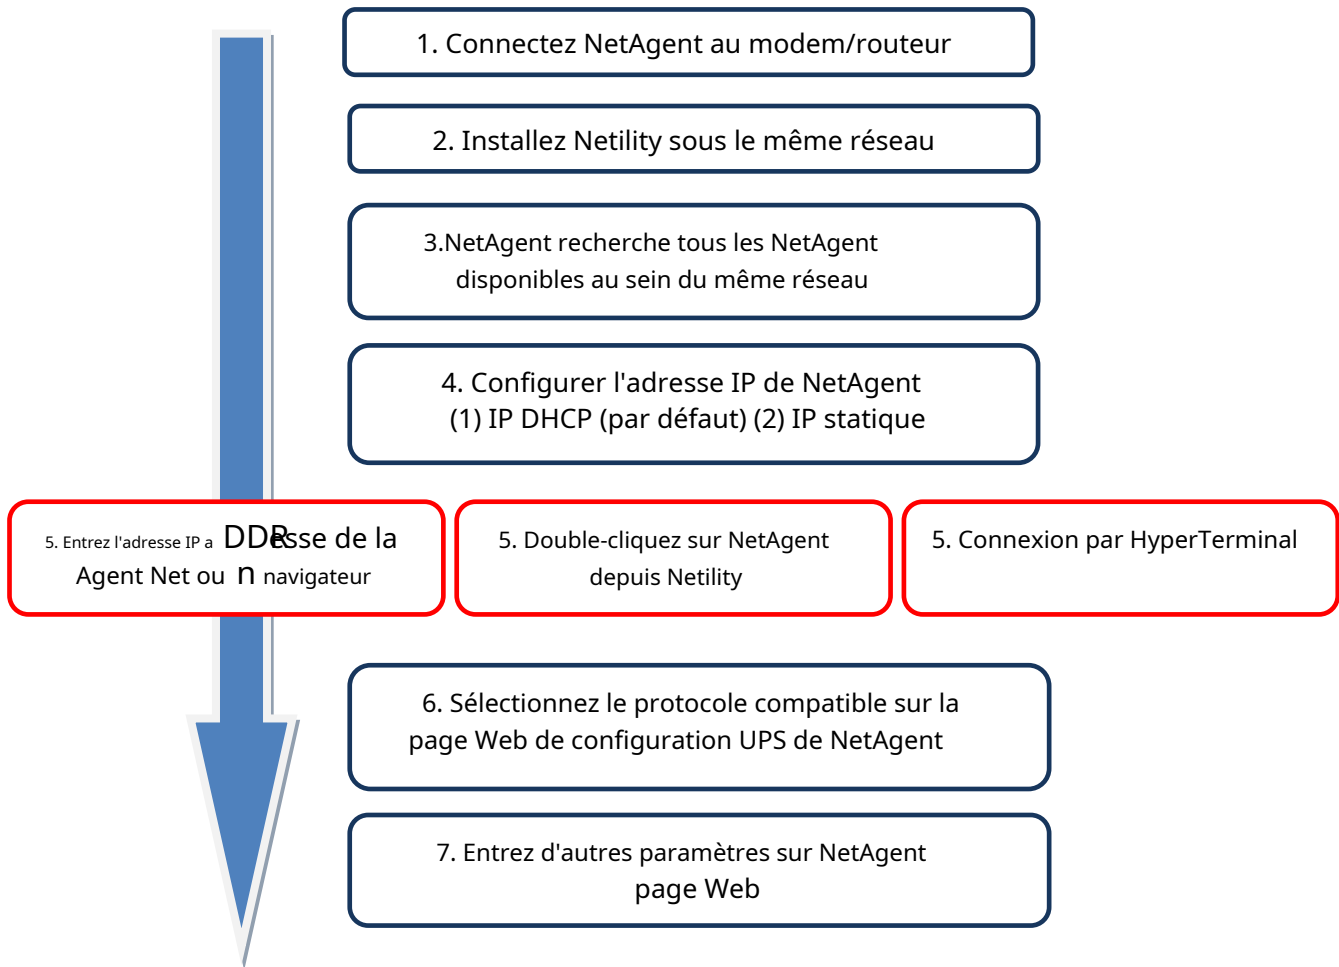 1. Connectez NetAgent au modem/routeur
2. Installez Netility sous le même réseau
3.NetAgent recherche tous les NetAgent
disponibles au sein du même réseau
4. Configurer l'adresse IP de NetAgent
(1) IP DHCP (par défaut) (2) IP statique
5. Entrez l'adresse IP a DDResse de la
Agent Net ou n navigateur
5. Double-cliquez sur NetAgent
depuis Netility
5. Connexion par HyperTerminal
6. Sélectionnez le protocole compatible sur la
page Web de configuration UPS de NetAgent
7. Entrez d'autres paramètres sur NetAgent
page Web